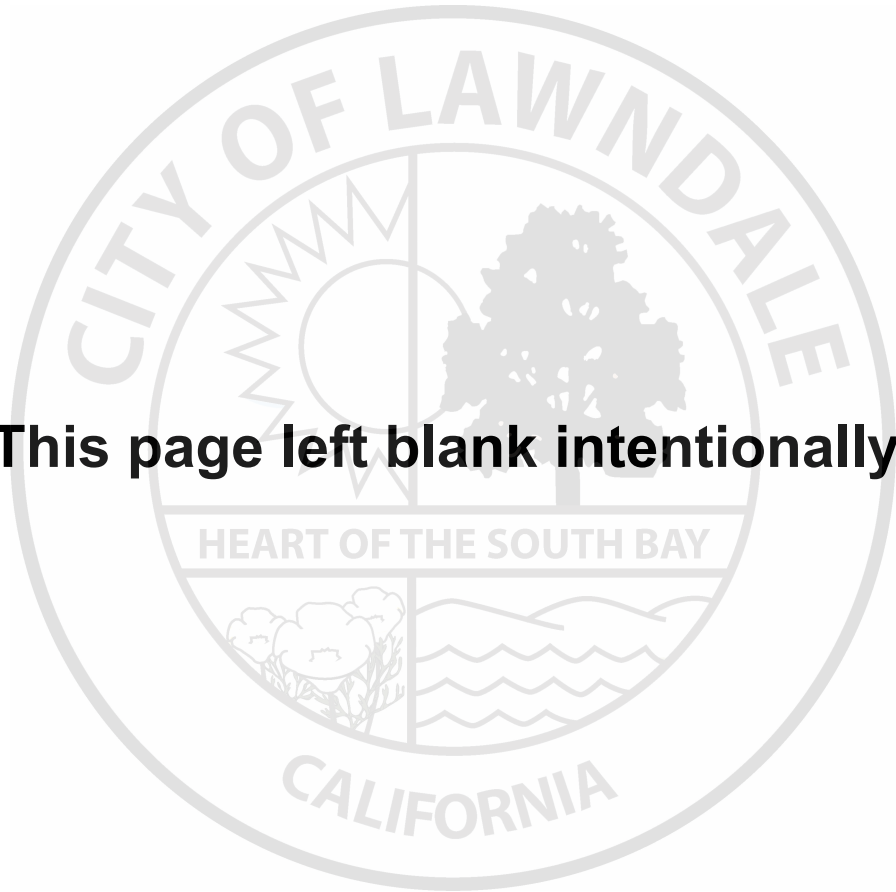 CITY OF LAWNDALE
This page left blank intentionally
HEART OF THE SOUTH BAY
CALIFORNIA